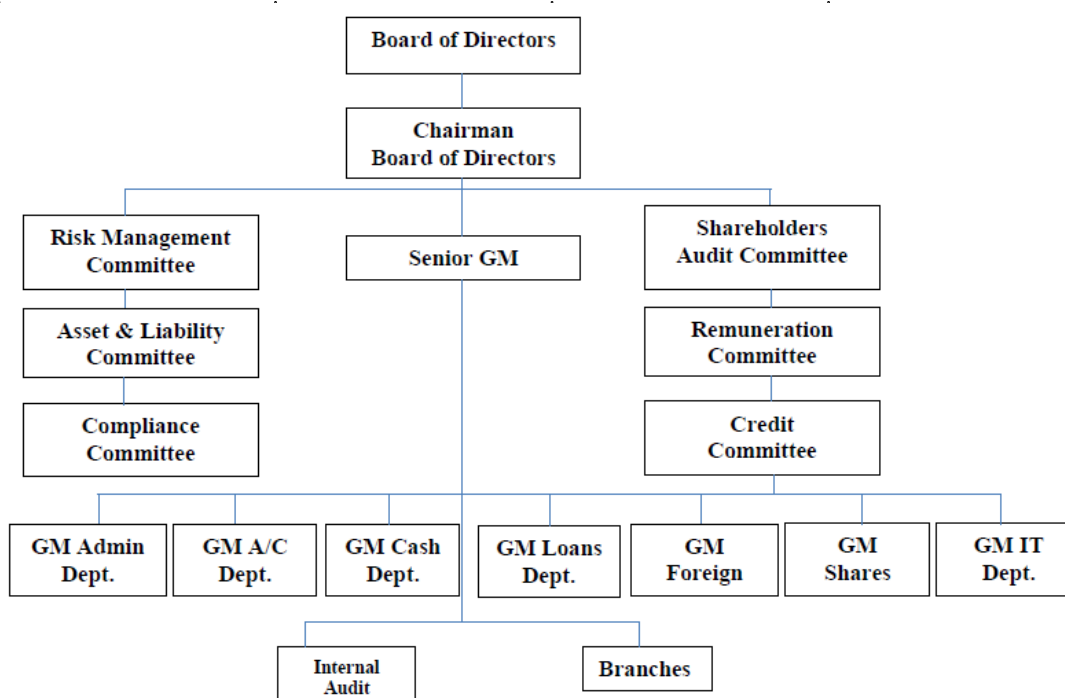 Board of Directors
Chairman
Board of Directors
Risk Management
Committee
Senior GM
Shareholders
Audit Committee
Asset & Liability
Committee
Remuneration
Committee
Compliance
Committee
Credit
Committee
GM Admin
Dept.
GM A/C
Dept.
GM Cash
Dept.
GM Loans
Dept.
GM
Foreign
GM
Shares
GM IT
Dept.
Internal
Audit
Branches